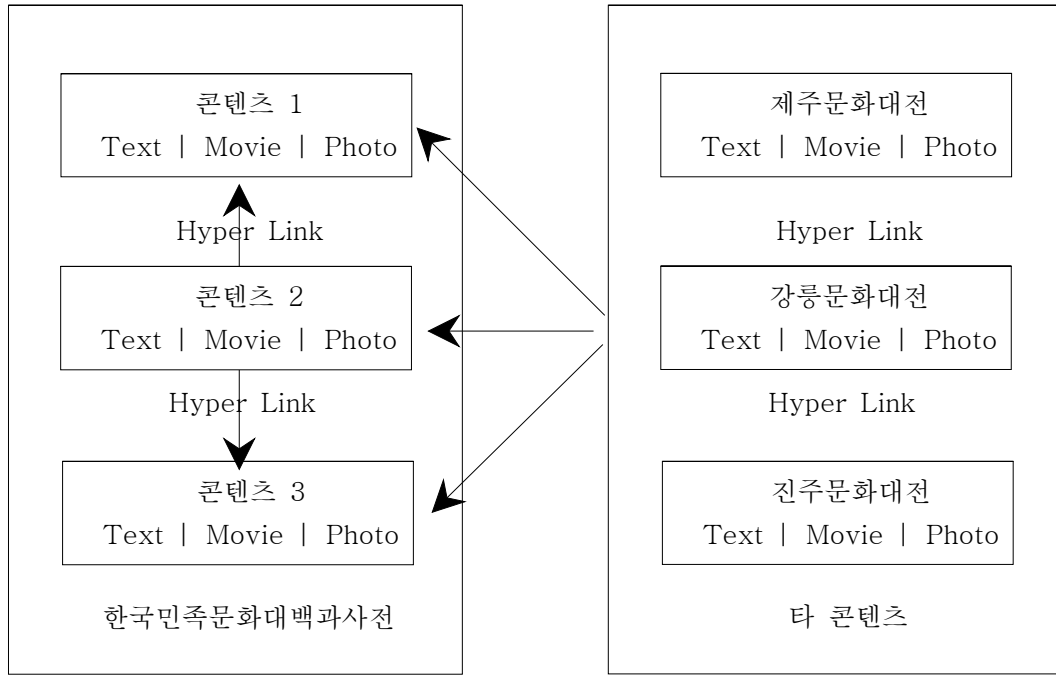 콘텐츠 1
Text | Movie | Photo
Hyper Link
콘텐츠 2
Text | Movie | Photo
Hyper Link
콘텐츠 3
Text | Movie | Photo
한국민족문화대백과사전
제주문화대전
Text | Movie | Photo
Hyper Link
강릉문화대전
Text | Movie | Photo
Hyper Link
진주문화대전
Text | Movie | Photo
타 콘텐츠